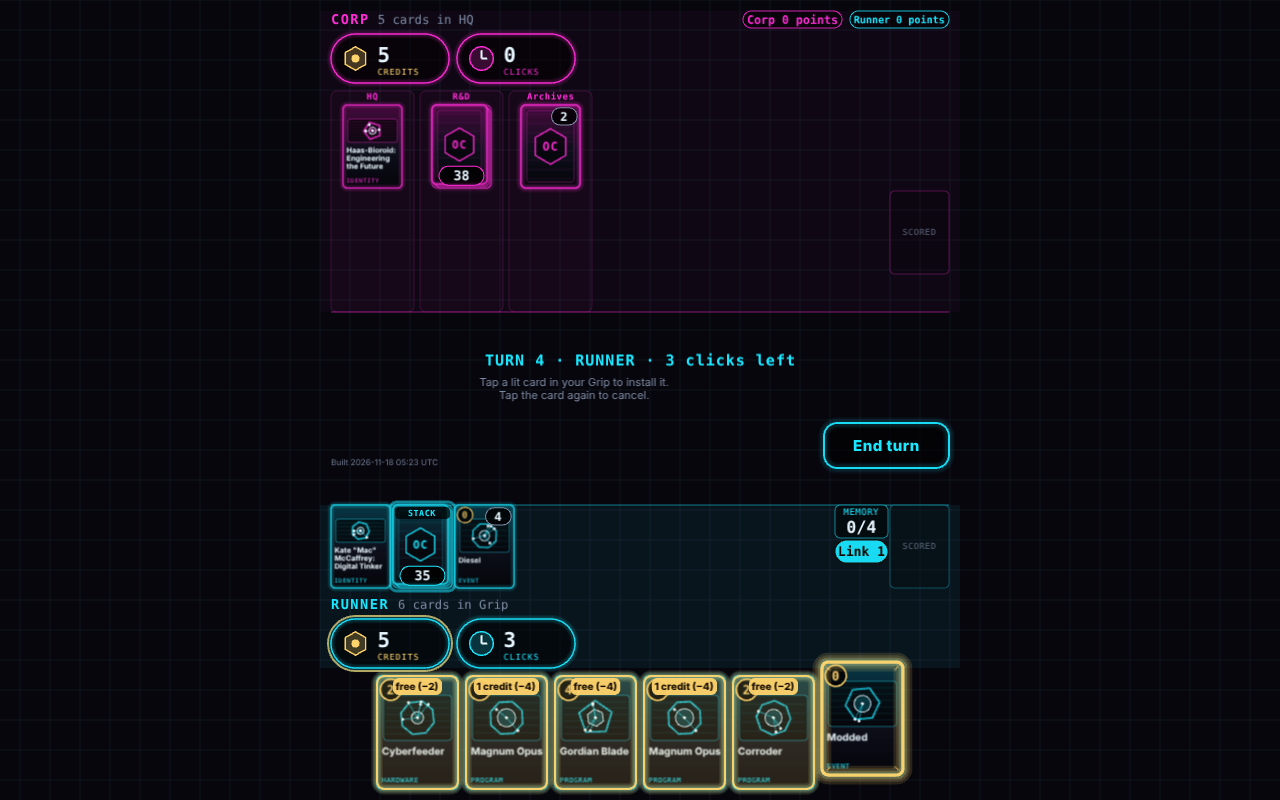 CORP 5 cards in HQ
Corp 0 points
Runner 0 points
5
CREDITS
0
CLICKS
HQ
R&D
Archives
Haas-Bioroid:
Engineering
the Future
IDENTITY
OC
38
2
OC
SCORED
TURN 4 · RUNNER · 3 clicks left
Tap a lit card in your Grip to install it.
Tap the card again to cancel.
End turn
Built 2026-11-18 05:23 UTC
Kate "Mac"
McCaffrey:
Digital Tinker
IDENTITY
STACK
OC
35
0
4
Diesel
EVENT
MEMORY
0/4
Link 1
SCORED
RUNNER 6 cards in Grip
5
CREDITS
3
CLICKS
2
free (−2)
Cyberfeeder
HARDWARE
1 credit (−4)
Magnum Opus
PROGRAM
4
free (−4)
Gordian Blade
PROGRAM
1 credit (−4)
Magnum Opus
PROGRAM
2
free (−2)
Corroder
PROGRAM
0
Modded
EVENT